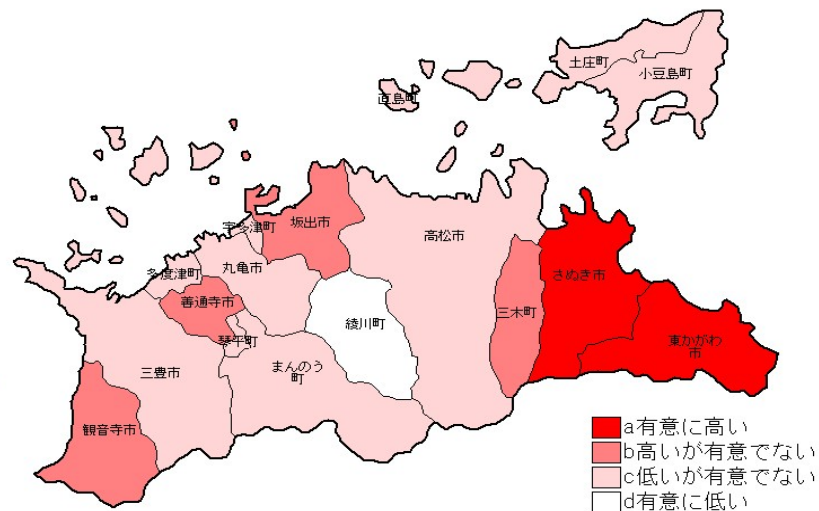 土庄町
小豆島町
直島町
宇多津町
坂出市
高松市
多度津町
丸亀市
さぬき市
善通寺市
三木町
綾川町
琴平町
東かがわ
市
三豊市
まんのう
町
観音寺市
a有意に高い
b高いが有意でない
c低いが有意でない
d有意に低い